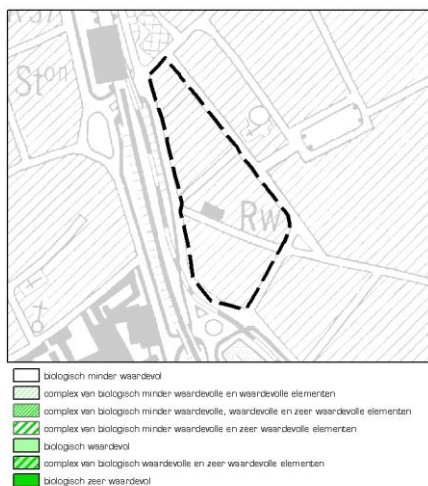 Stºⁿ
Rw
biologisch minder waardevol
complex van biologisch minder waardevolle en waardevolle elementen
complex van biologisch minder waardevolle, waardevolle en zeer waardevolle elementen
complex van biologisch minder waardevolle en zeer waardevolle elementen
biologisch waardevol
complex van biologisch waardevolle en zeer waardevolle elementen
biologisch zeer waardevol